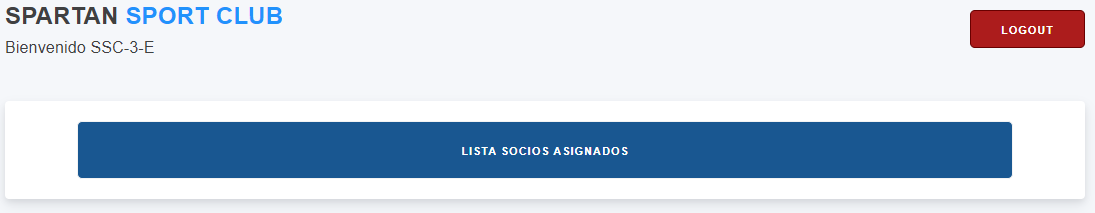 SPARTAN SPORT CLUB
LOGOUT
Bienvenido SSC-3-E
LISTA SOCIOS ASIGNADOS